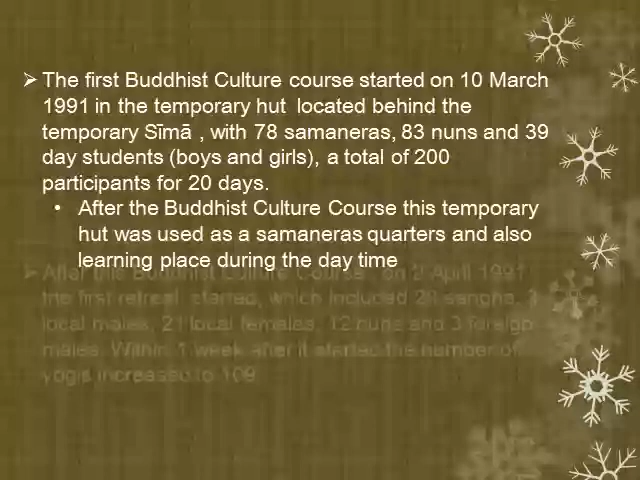 ➢ The first Buddhist Culture course started on 10 March
1991 in the temporary hut located behind the
temporary Sīmā , with 78 samaneras, 83 nuns and 39
day students (boys and girls), a total of 200
participants for 20 days.
• After the Buddhist Culture Course this temporary
hut was used as a samaneras quarters and also
learning place during the day time
➢ After the Buddhist Culture Course on 2 April 1991
the first retreat started, which included sangha,
local males, 21 local females, 12 nuns and 3 foreign
males. Within 1 week after it started the number of
yogis increased to 109.